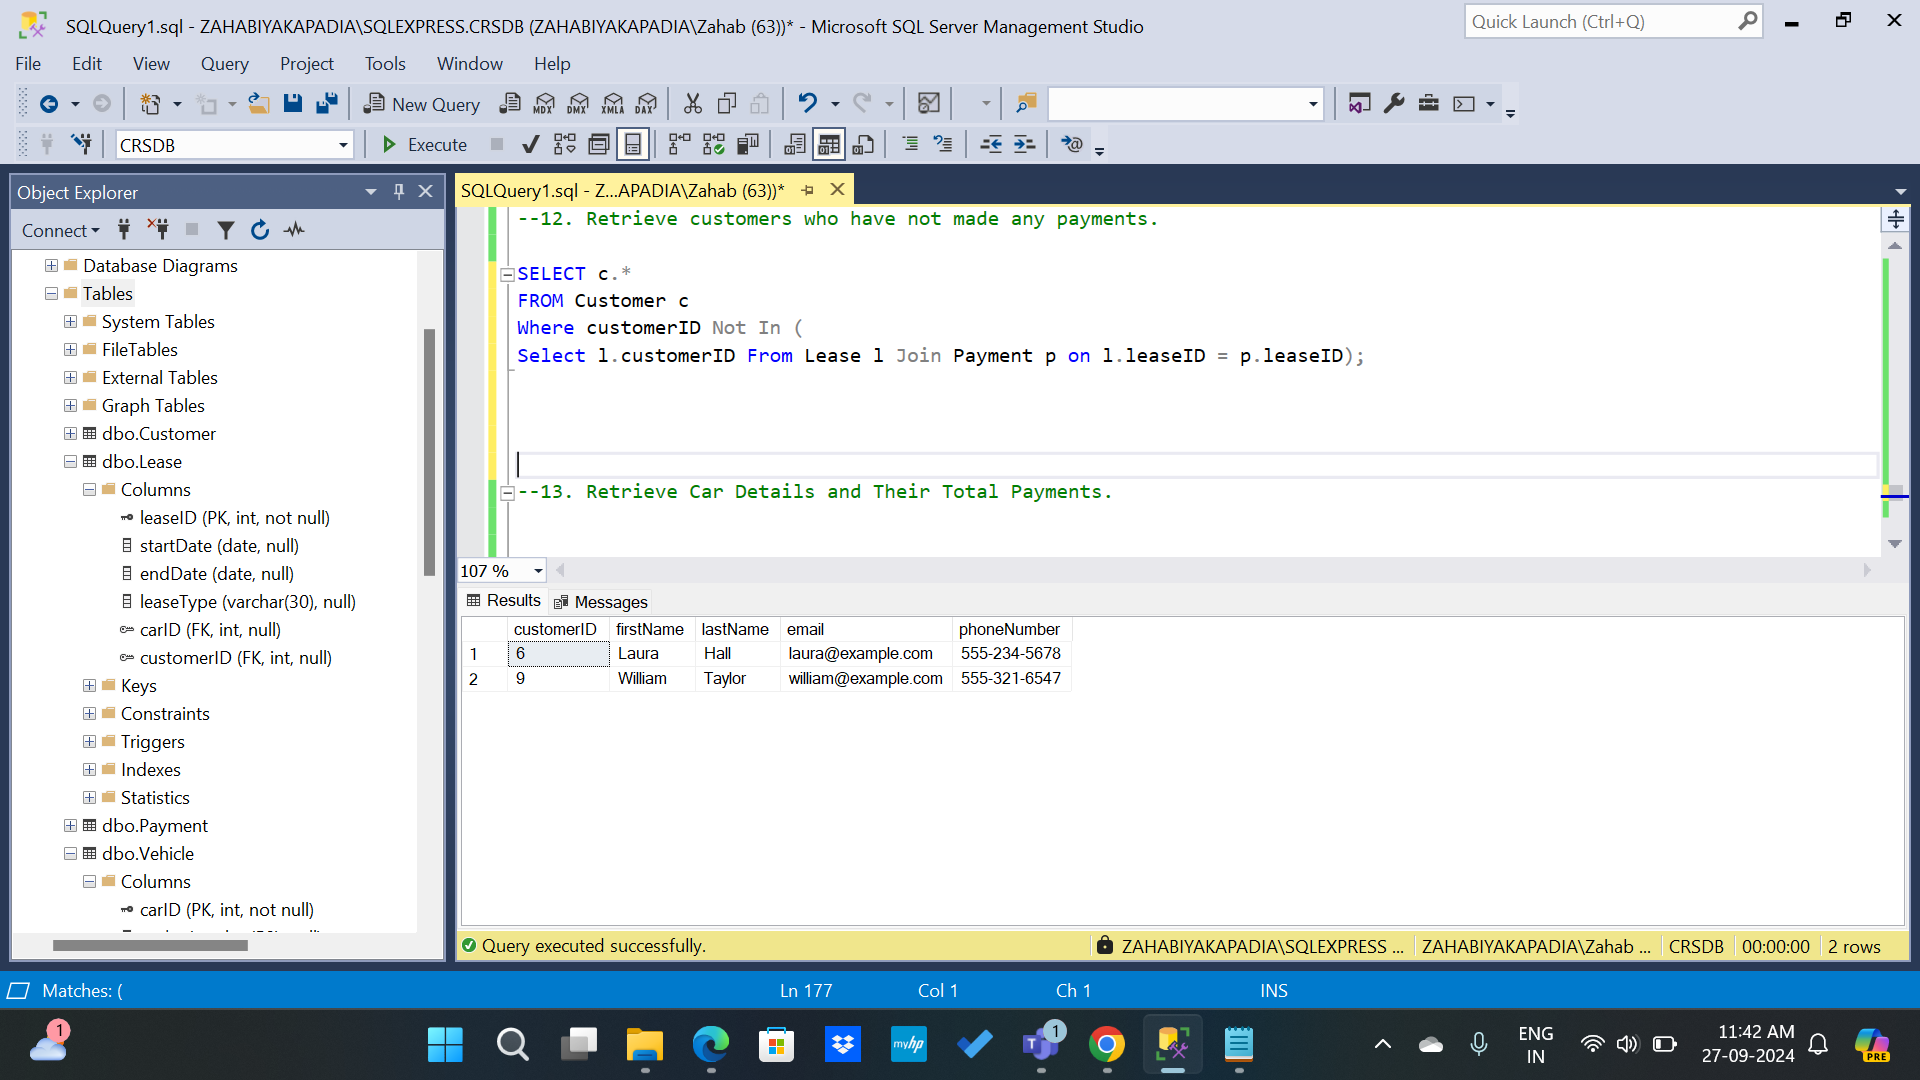 SQLQuery1.sql - ZAHABIYAKAPADIA\SQLEXPRESS.CRSDB (ZAHABIYAKAPADIA\Zahab (63))* - Microsoft SQL Server Management Studio
Quick Launch (Ctrl+Q)
File Edit View Query Project Tools Window Help
New Query MDX DMX XMLA DAX
CRSDB Execute
Object Explorer
Connect
Database Diagrams
Tables
System Tables
FileTables
External Tables
Graph Tables
dbo.Customer
dbo.Lease
Columns
leaseID (PK, int, not null)
startDate (date, null)
endDate (date, null)
leaseType (varchar(30), null)
carID (FK, int, null)
customerID (FK, int, null)
Keys
Constraints
Triggers
Indexes
Statistics
dbo.Payment
dbo.Vehicle
Columns
carID (PK, int, not null)
SQLQuery1.sql - Z...APADIA\Zahab (63))*
--12. Retrieve customers who have not made any payments.
SELECT c.*
FROM Customer c
Where customerID Not In (
Select l.customerID From Lease l Join Payment p on l.leaseID = p.leaseID);
--13. Retrieve Car Details and Their Total Payments.
107 %
Results Messages
customerID firstName lastName email phoneNumber
1 6 Laura Hall laura@example.com 555-234-5678
2 9 William Taylor william@example.com 555-321-6547
Query executed successfully. ZAHABIYAKAPADIA\SQLEXPRESS ... ZAHABIYAKAPADIA\Zahab ... CRSDB 00:00:00 2 rows
Matches: ( Ln 177 Col 1 Ch 1 INS
1 myhp 1 ENG IN 11:42 AM 27-09-2024 PRE